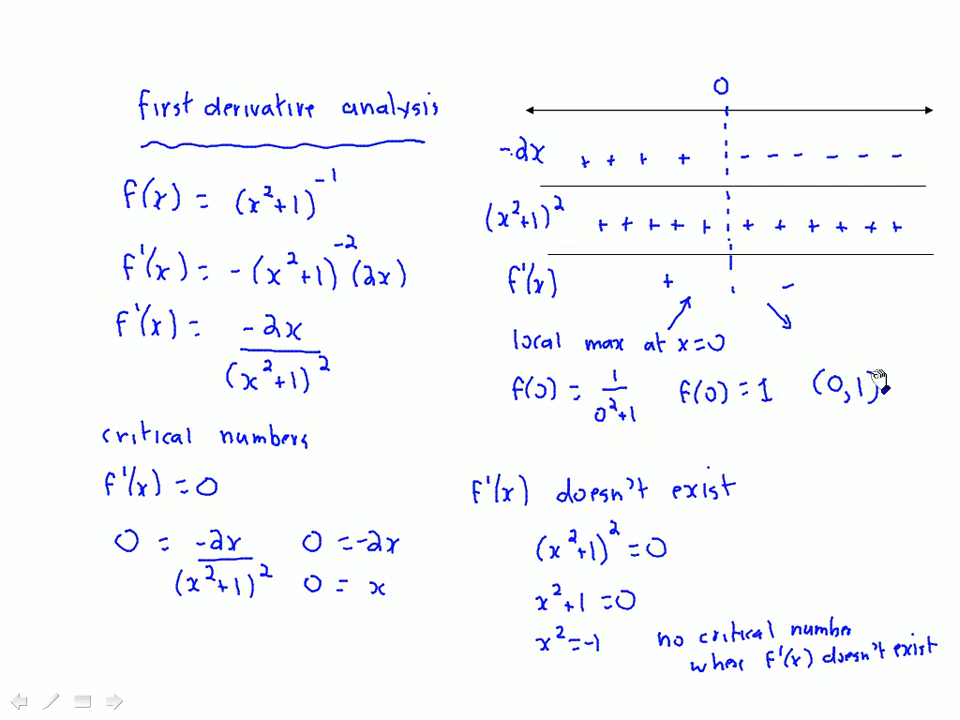 first derivative analysis
f(x) = (x²+1)⁻¹
f'(x) = -(x²+1)⁻²(2x)
f'(x) = -2x / (x²+1)²
critical numbers
f'(x) = 0
0 = -2x / (x²+1)²   0 = -2x
0 = x
0
-2x + + + + - - - - - -
(x²+1)² + + + + + + + + + +
f'(x) + -
local max at x=0
f(0) = 1 / 0²+1   f(0) = 1   (0,1)
f'(x) doesn't exist
(x²+1)² = 0
x²+1 = 0
x² = -1   no critical number
where f'(x) doesn't exist